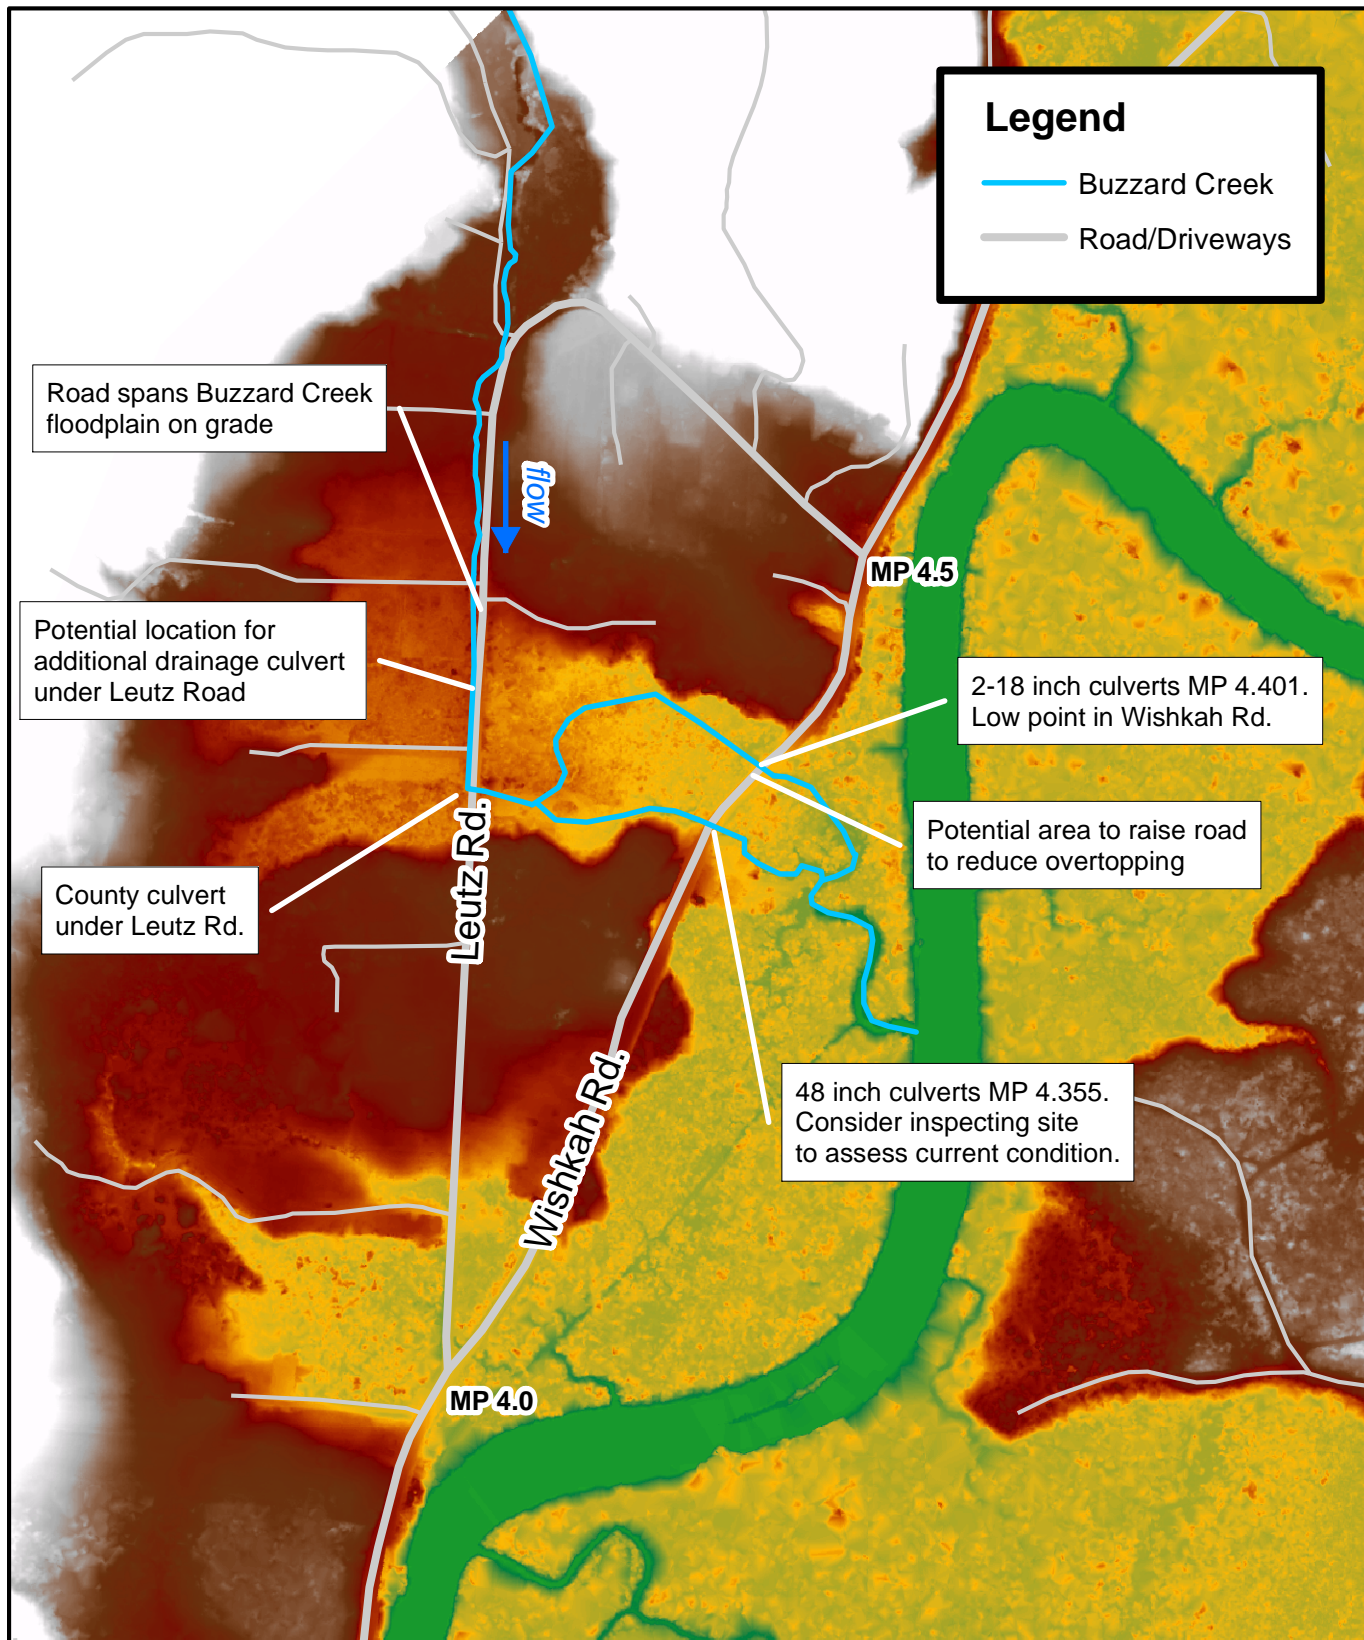 Legend
Buzzard Creek
Road/Driveways
Road spans Buzzard Creek
floodplain on grade
flow
MP 4.5
Potential location for
additional drainage culvert
under Leutz Road
2-18 inch culverts MP 4.401.
Low point in Wishkah Rd.
Potential area to raise road
to reduce overtopping
County culvert
under Leutz Rd.
Leutz Rd.
Wishkah Rd.
48 inch culverts MP 4.355.
Consider inspecting site
to assess current condition.
MP 4.0